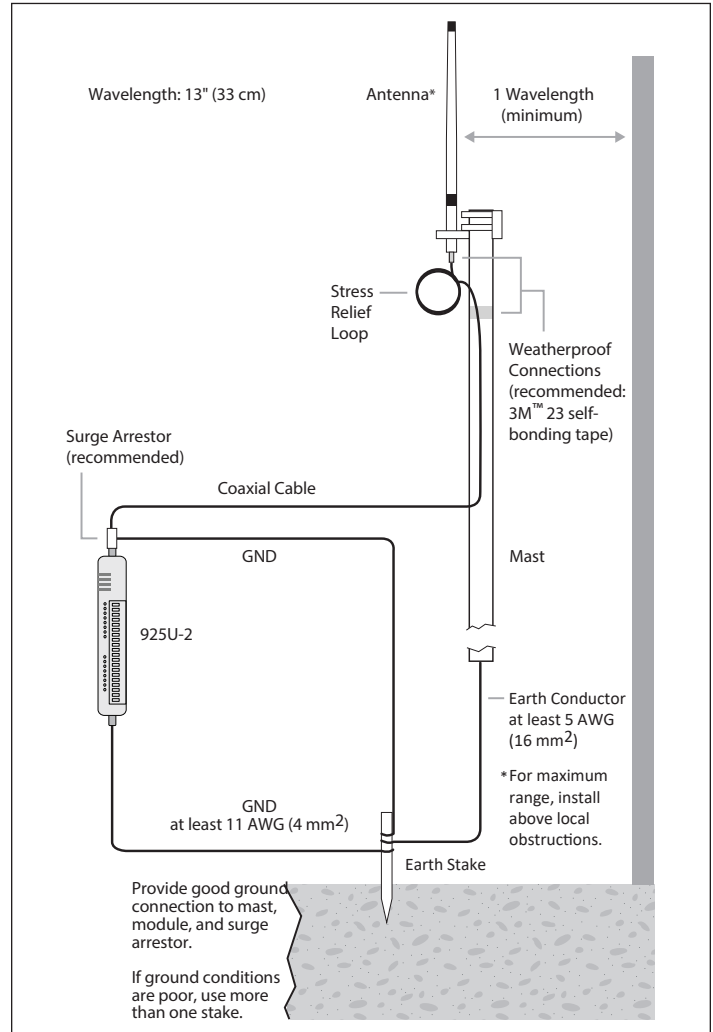 Wavelength: 13" (33 cm)
Antenna*
1 Wavelength
(minimum)
Stress
Relief
Loop
Weatherproof
Connections
(recommended:
3M™ 23 self-
bonding tape)
Surge Arrestor
(recommended)
Coaxial Cable
GND
Mast
925U-2
Earth Conductor
at least 5 AWG
(16 mm²)
*For maximum
range, install
above local
obstructions.
GND
at least 11 AWG (4 mm²)
Earth Stake
Provide good ground
connection to mast,
module, and surge
arrestor.
If ground conditions
are poor, use more
than one stake.